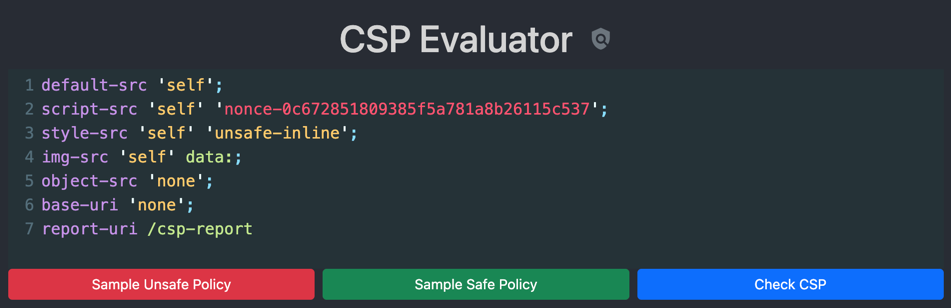 CSP Evaluator
1 default-src 'self';
2 script-src 'self' 'nonce-0c672851809385f5a781a8b26115c537';
3 style-src 'self' 'unsafe-inline';
4 img-src 'self' data:;
5 object-src 'none';
6 base-uri 'none';
7 report-uri /csp-report
Sample Unsafe Policy
Sample Safe Policy
Check CSP